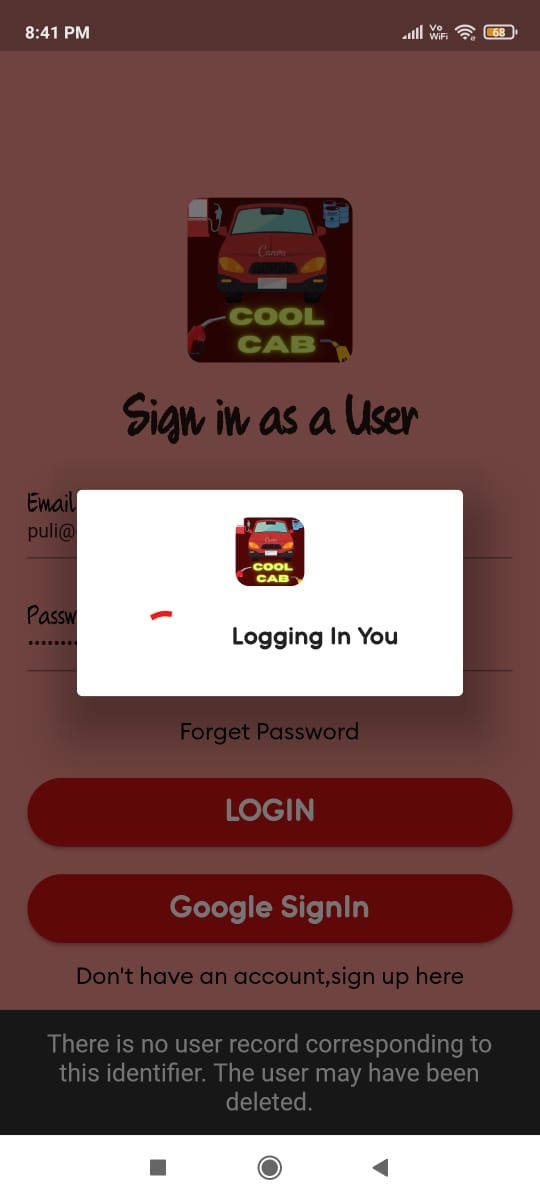 8:41 PM
Vo
WiFi
68
Canva
COOL
CAB
Sign in as a User
Email
puli@
Canva
COOL
CAB
Passw
Logging In You
Forget Password
LOGIN
Google SignIn
Don't have an account,sign up here
There is no user record corresponding to
this identifier. The user may have been
deleted.